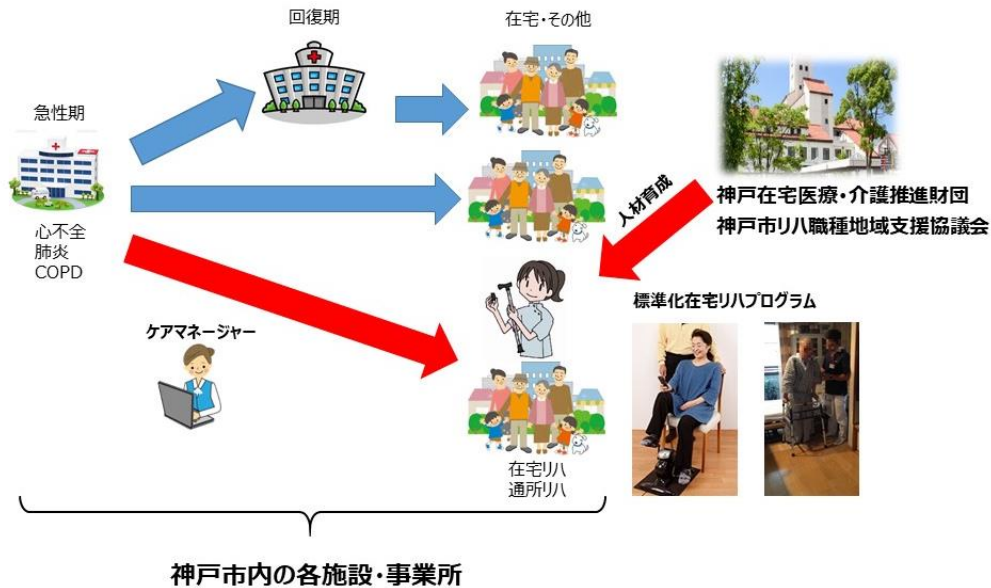 回復期
在宅・その他
急性期
心不全
肺炎
COPD
人材育成
神戸在宅医療・介護推進財団
神戸市リハ職種地域支援協議会
標準化在宅リハプログラム
ケアマネージャー
在宅リハ
通所リハ
神戸市内の各施設・事業所